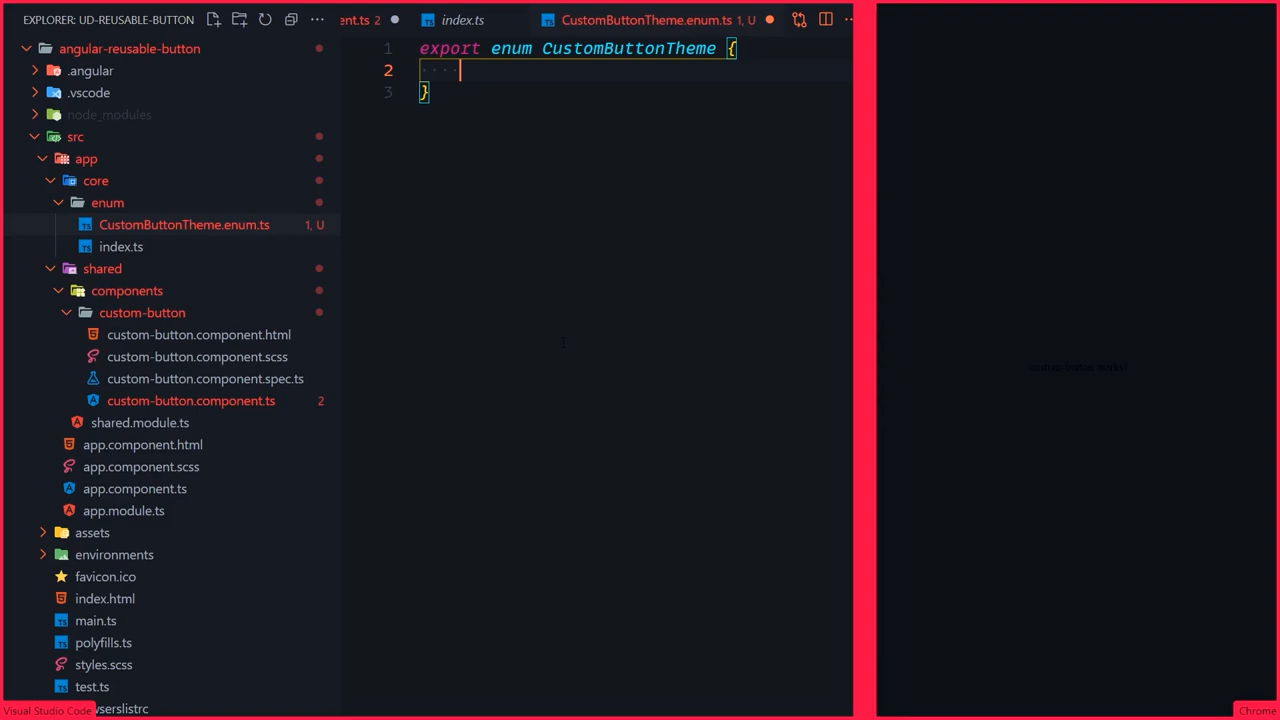 EXPLORER: UD-REUSABLE-BUTTON
ent.ts 2
index.ts
CustomButtonTheme.enum.ts 1, U
angular-reusable-button
.angular
.vscode
node_modules
src
app
core
enum
CustomButtonTheme.enum.ts 1, U
index.ts
shared
components
custom-button
custom-button.component.html
custom-button.component.scss
custom-button.component.spec.ts
custom-button.component.ts 2
shared.module.ts
app.component.html
app.component.scss
app.component.ts
app.module.ts
assets
environments
favicon.ico
index.html
main.ts
polyfills.ts
styles.scss
test.ts
wserslistrc
1 export enum CustomButtonTheme {
2
3 }
custom-button works!
Visual Studio Code
Chrome